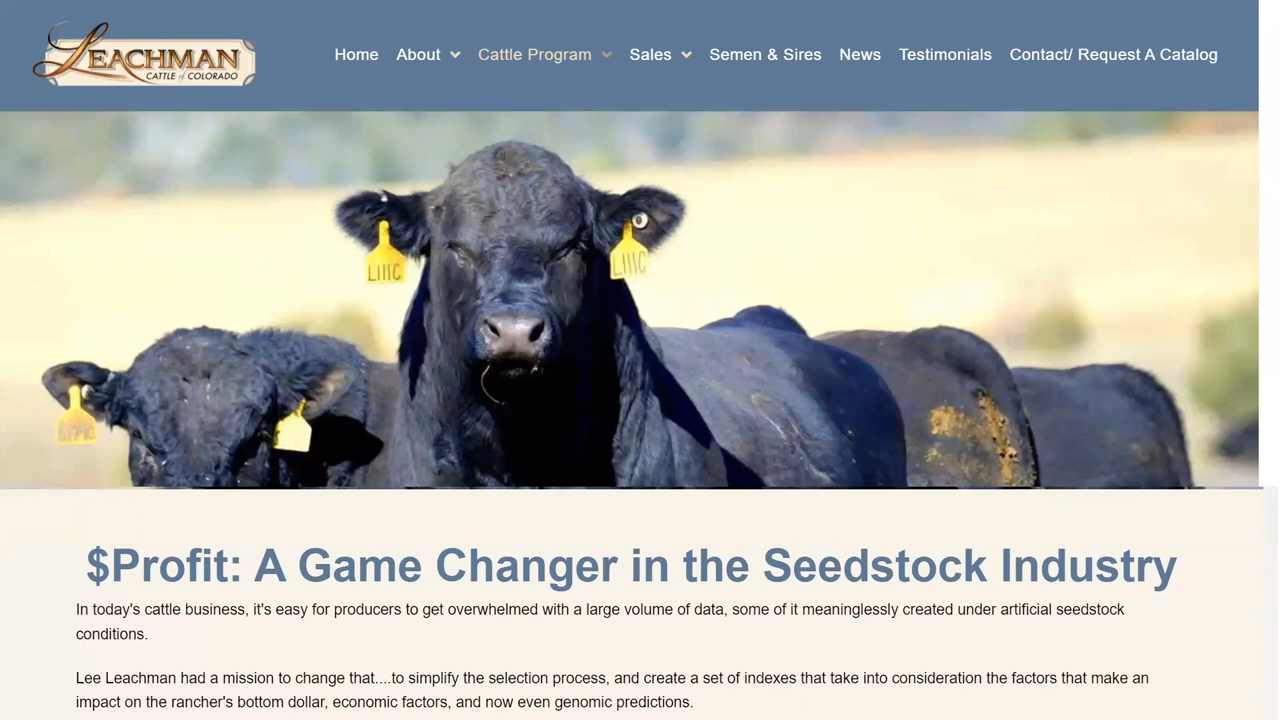 LEACHMAN
CATTLE of COLORADO
Home About Cattle Program Sales Semen & Sires News Testimonials Contact/ Request A Catalog
LIIIC
LIIIC
$Profit: A Game Changer in the Seedstock Industry
In today's cattle business, it's easy for producers to get overwhelmed with a large volume of data, some of it meaninglessly created under artificial seedstock
conditions.
Lee Leachman had a mission to change that....to simplify the selection process, and create a set of indexes that take into consideration the factors that make an
impact on the rancher's bottom dollar, economic factors, and now even genomic predictions.